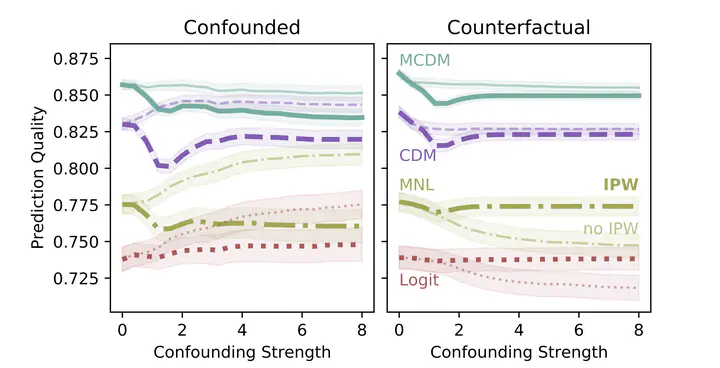 Confounded
Counterfactual
Prediction Quality
0.875
0.850
0.825
0.800
0.775
0.750
0.725
MCDM
CDM
MNL
IPW
no IPW
Logit
0 2 4 6 8
0 2 4 6 8
Confounding Strength
Confounding Strength